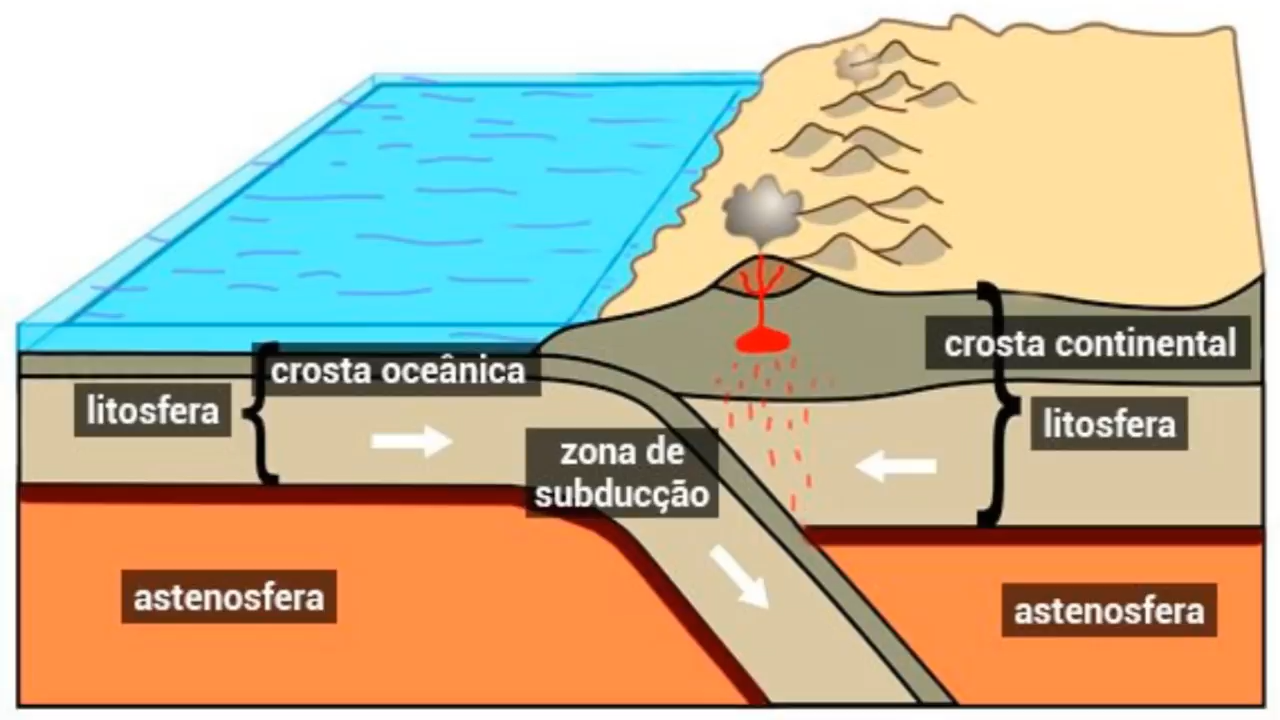 crosta oceânica
litosfera
zona de
subducção
astenosfera
crosta continental
litosfera
astenosfera